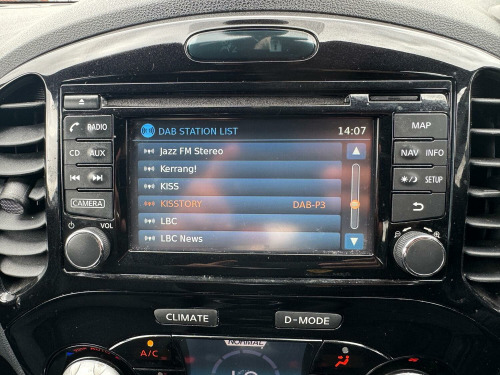 DAB STATION LIST 14:07
Jazz FM Stereo
Kerrang!
KISS
KISSTORY DAB-P3
LBC
LBC News
RADIO
CD AUX
CAMERA
VOL
MAP
NAV INFO
SETUP
CLIMATE D-MODE
A/C
NORMAL